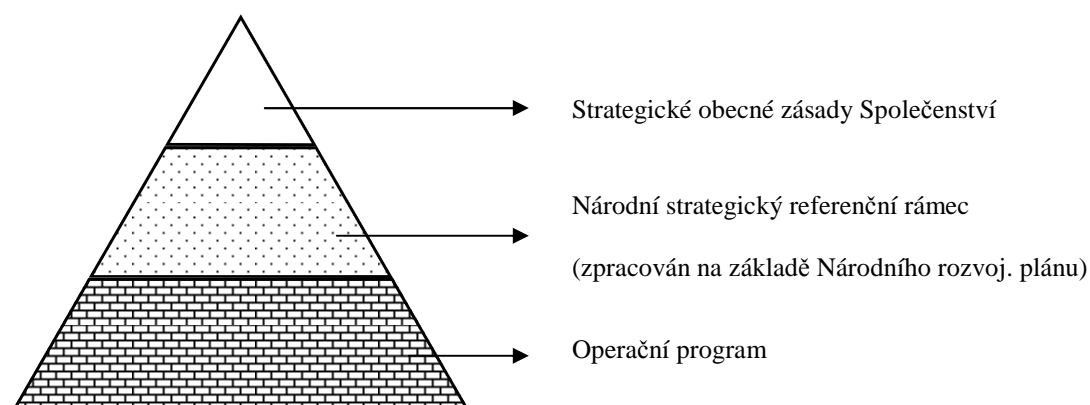 Strategické obecné zásady Společenství
Národní strategický referenční rámec
(zpracován na základě Národního rozvoj. plánu)
Operační program